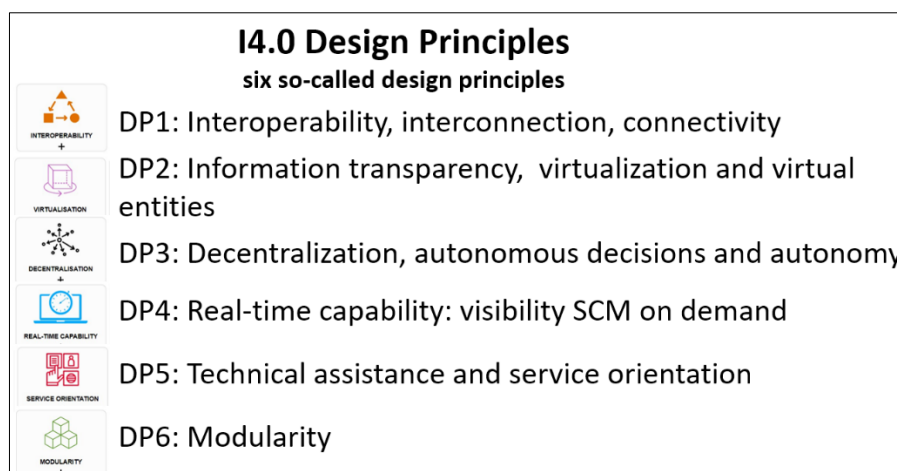 I4.0 Design Principles
six so-called design principles
INTEROPERABILITY
+
DP1: Interoperability, interconnection, connectivity
VIRTUALISATION
DP2: Information transparency, virtualization and virtual
entities
DECENTRALISATION
+
DP3: Decentralization, autonomous decisions and autonomy
REAL-TIME CAPABILITY
DP4: Real-time capability: visibility SCM on demand
SERVICE ORIENTATION
DP5: Technical assistance and service orientation
MODULARITY
DP6: Modularity